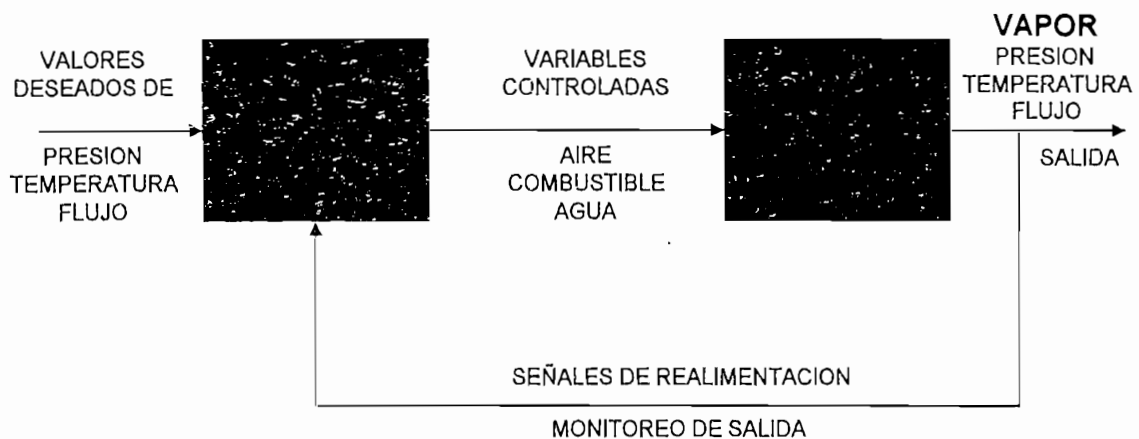 VALORES
DESEADOS DE
PRESION
TEMPERATURA
FLUJO
VARIABLES
CONTROLADAS
AIRE
COMBUSTIBLE
AGUA
VAPOR
PRESION
TEMPERATURA
FLUJO
SALIDA
SEÑALES DE REALIMENTACION
MONITOREO DE SALIDA